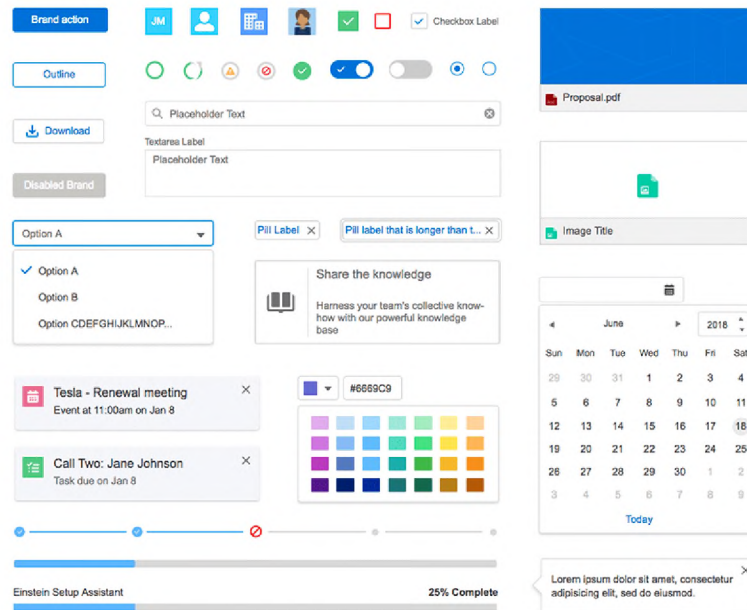 Brand action
JM
Checkbox Label
Outline
Download
Placeholder Text
Textarea Label
Placeholder Text
Disabled Brand
Proposal.pdf
Image Title
Option A
Pill Label
Pill label that is longer than t...
Option A
Option B
Option CDEFGHIJKLMNOP...
Share the knowledge
Harness your team's collective know-
how with our powerful knowledge
base
June 2018
Sun Mon Tue Wed Thu Fri Sat
29 30 31 1 2 3 4
5 6 7 8 9 10 11
12 13 14 15 16 17 18
19 20 21 22 23 24 25
26 27 28 29 30 1 2
3 4 5 6 7 8 9
Today
Tesla - Renewal meeting
Event at 11:00am on Jan 8
#6669C9
Call Two: Jane Johnson
Task due on Jan 8
Einstein Setup Assistant
25% Complete
Lorem ipsum dolor sit amet, consectetur
adipisicing elit, sed do eiusmod.